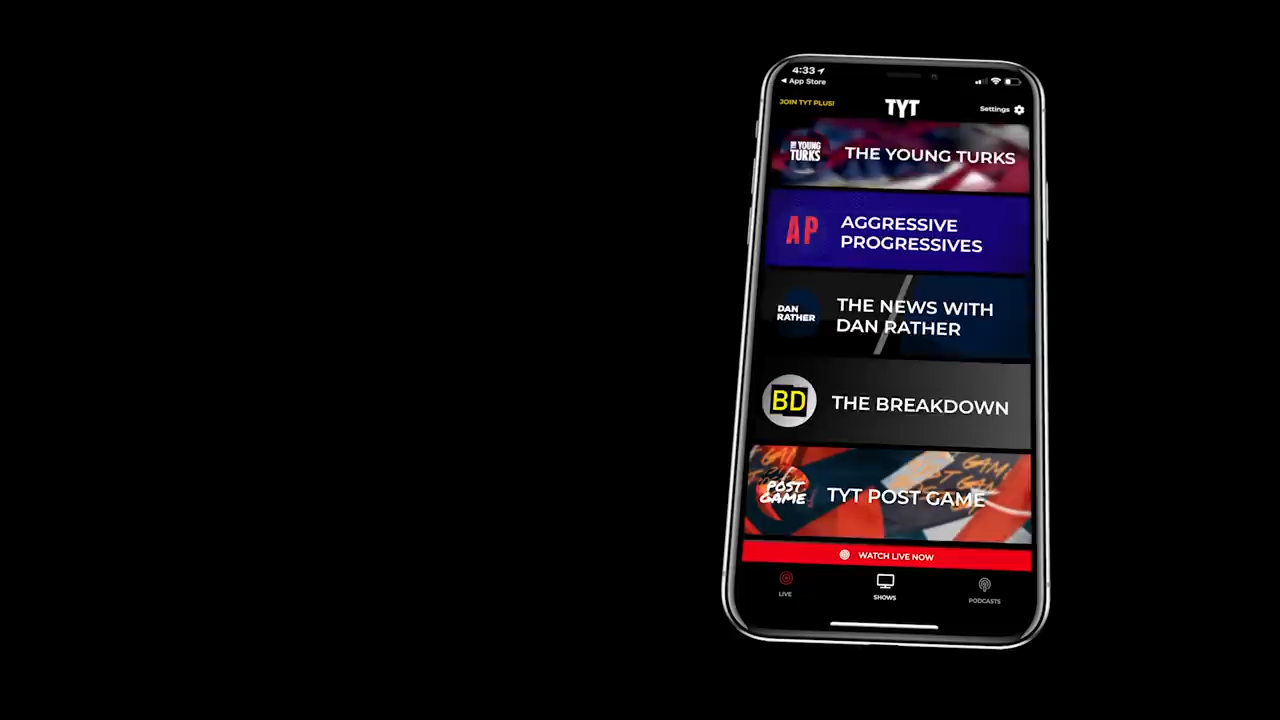 4:33
App Store
JOIN TYT PLUS!
TYT
Settings
THE YOUNG TURKS
THE YOUNG TURKS
AP
AGGRESSIVE
PROGRESSIVES
DAN
RATHER
THE NEWS WITH
DAN RATHER
BD
THE BREAKDOWN
POST
GAME
TYT POST GAME
WATCH LIVE NOW
LIVE
SHOWS
PODCASTS